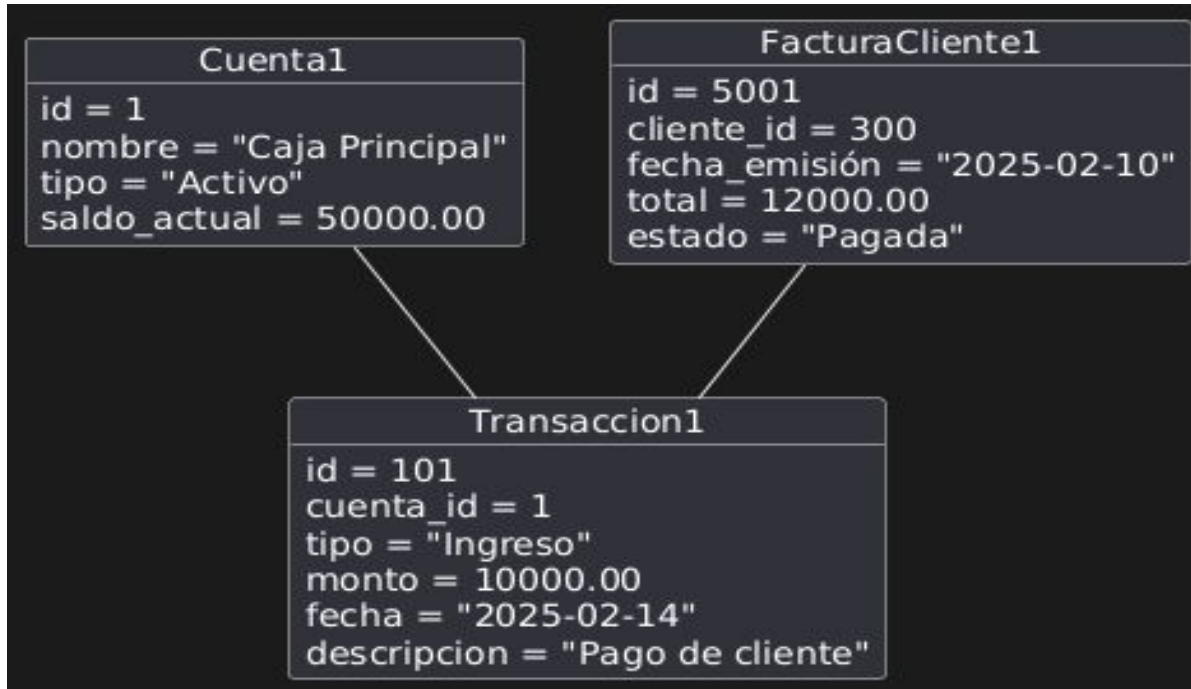 Cuenta1
id = 1
nombre = "Caja Principal"
tipo = "Activo"
saldo_actual = 50000.00
FacturaCliente1
id = 5001
cliente_id = 300
fecha_emisión = "2025-02-10"
total = 12000.00
estado = "Pagada"
Transaccion1
id = 101
cuenta_id = 1
tipo = "Ingreso"
monto = 10000.00
fecha = "2025-02-14"
descripcion = "Pago de cliente"